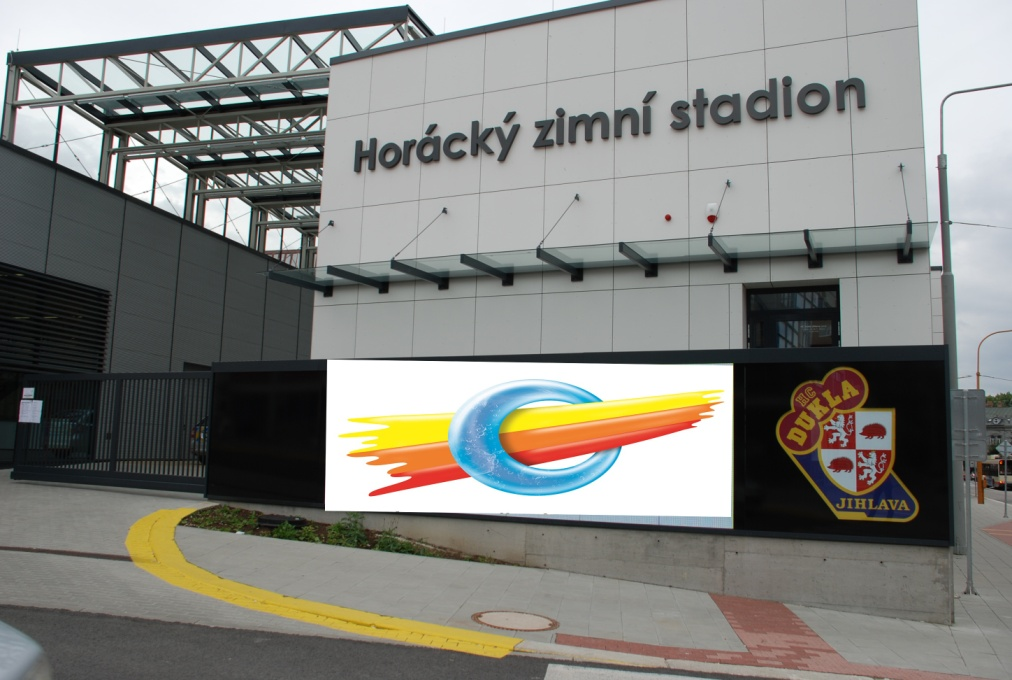 Horácký zimní stadion
HC
DUKLA
JIHLAVA